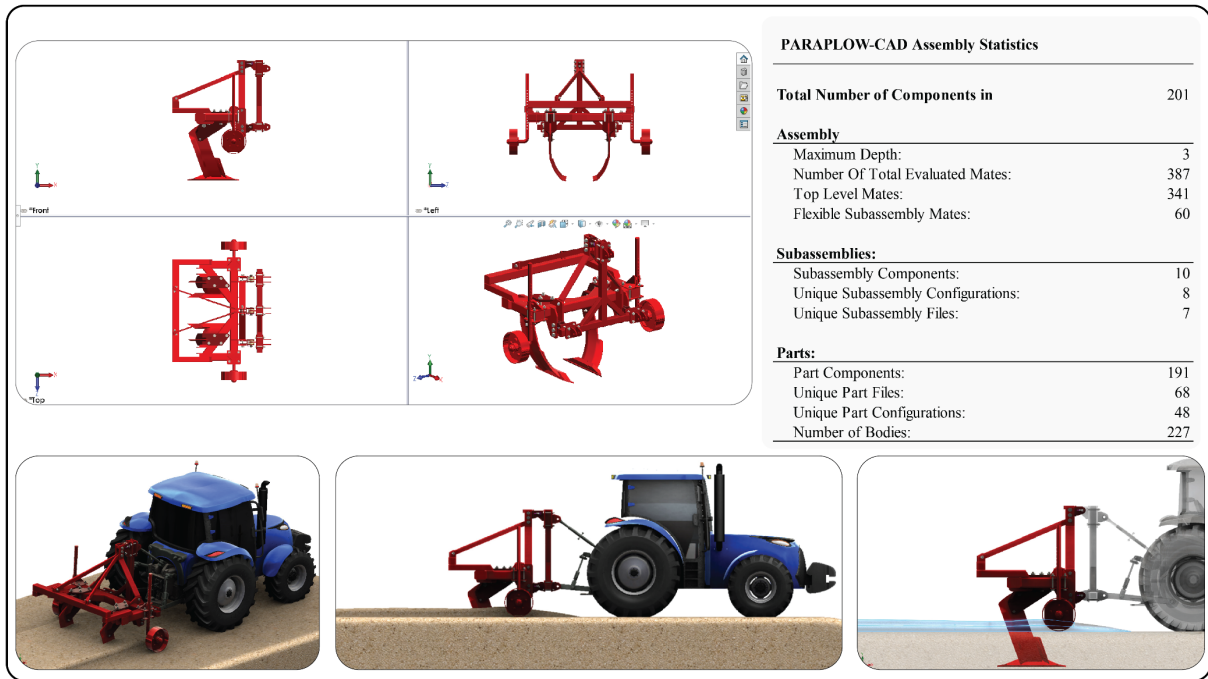 PARAPLOW-CAD Assembly Statistics
Total Number of Components in 201
Assembly
Maximum Depth: 3
Number Of Total Evaluated Mates: 387
Top Level Mates: 341
Flexible Subassembly Mates: 60
Subassemblies:
Subassembly Components: 10
Unique Subassembly Configurations: 8
Unique Subassembly Files: 7
Parts:
Part Components: 191
Unique Part Files: 68
Unique Part Configurations: 48
Number of Bodies: 227
Y
X
*Front
Y
Z
*Left
X
*Top
Y
Z
X